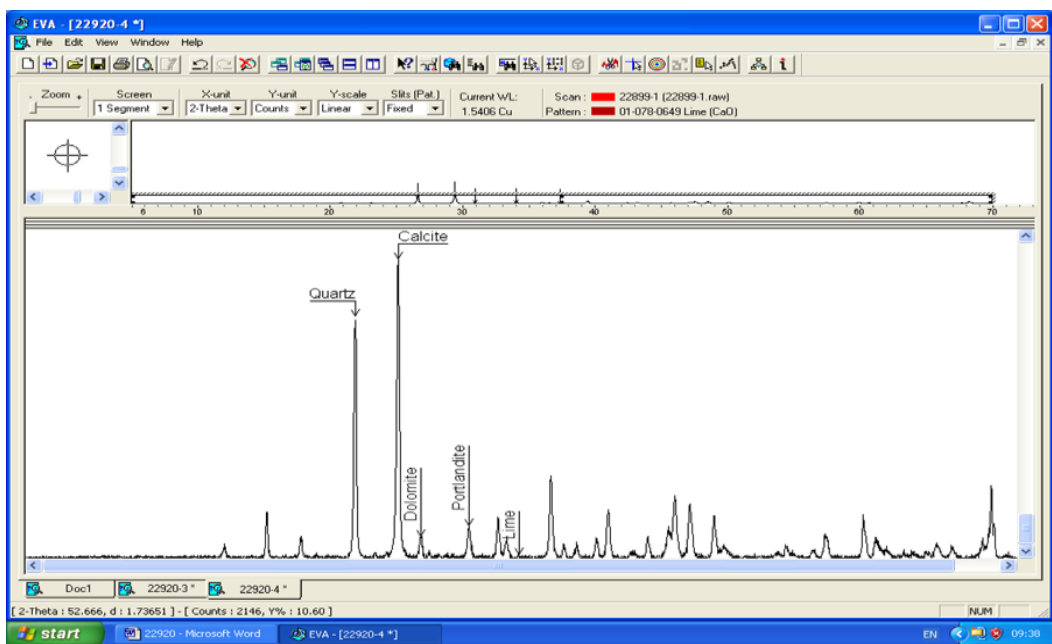 EVA - [22920-4 *]
File Edit View Window Help
- Zoom + Screen X-unit Y-unit Y-scale Slits (Pat.) Current WL: Scan : 22899-1 (22899-1.raw)
1 Segment 2-Theta Counts Linear Fixed 1.5406 Cu Pattern : 01-078-0649 Lime (CaO)
6 10 20 30 40 50 60 70
Calcite
Quartz
Dolomite
Portlandite
Lime
Doc1 22920-3 * 22920-4 *
[ 2-Theta : 52.666, d : 1.73651 ] - [ Counts : 2146, Y% : 10.60 ] NUM
start 22920 - Microsoft Word EVA - [22920-4 *] EN 09:38